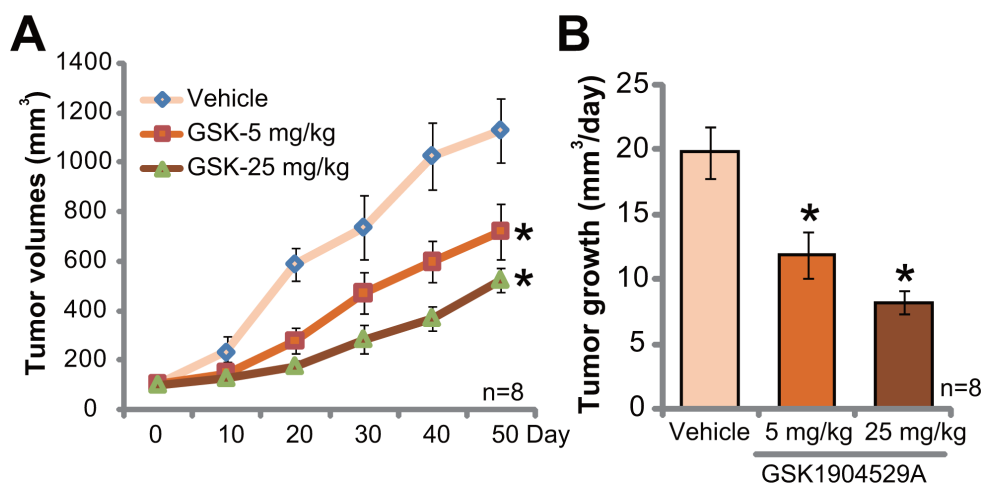 A
Tumor volumes (mm³)
1400
1200
1000
800
600
400
200
0
Vehicle
GSK-5 mg/kg
GSK-25 mg/kg
*
*
n=8
0 10 20 30 40 50 Day
B
Tumor growth (mm³/day)
25
20
15
10
5
0
*
*
n=8
Vehicle 5 mg/kg 25 mg/kg
GSK1904529A